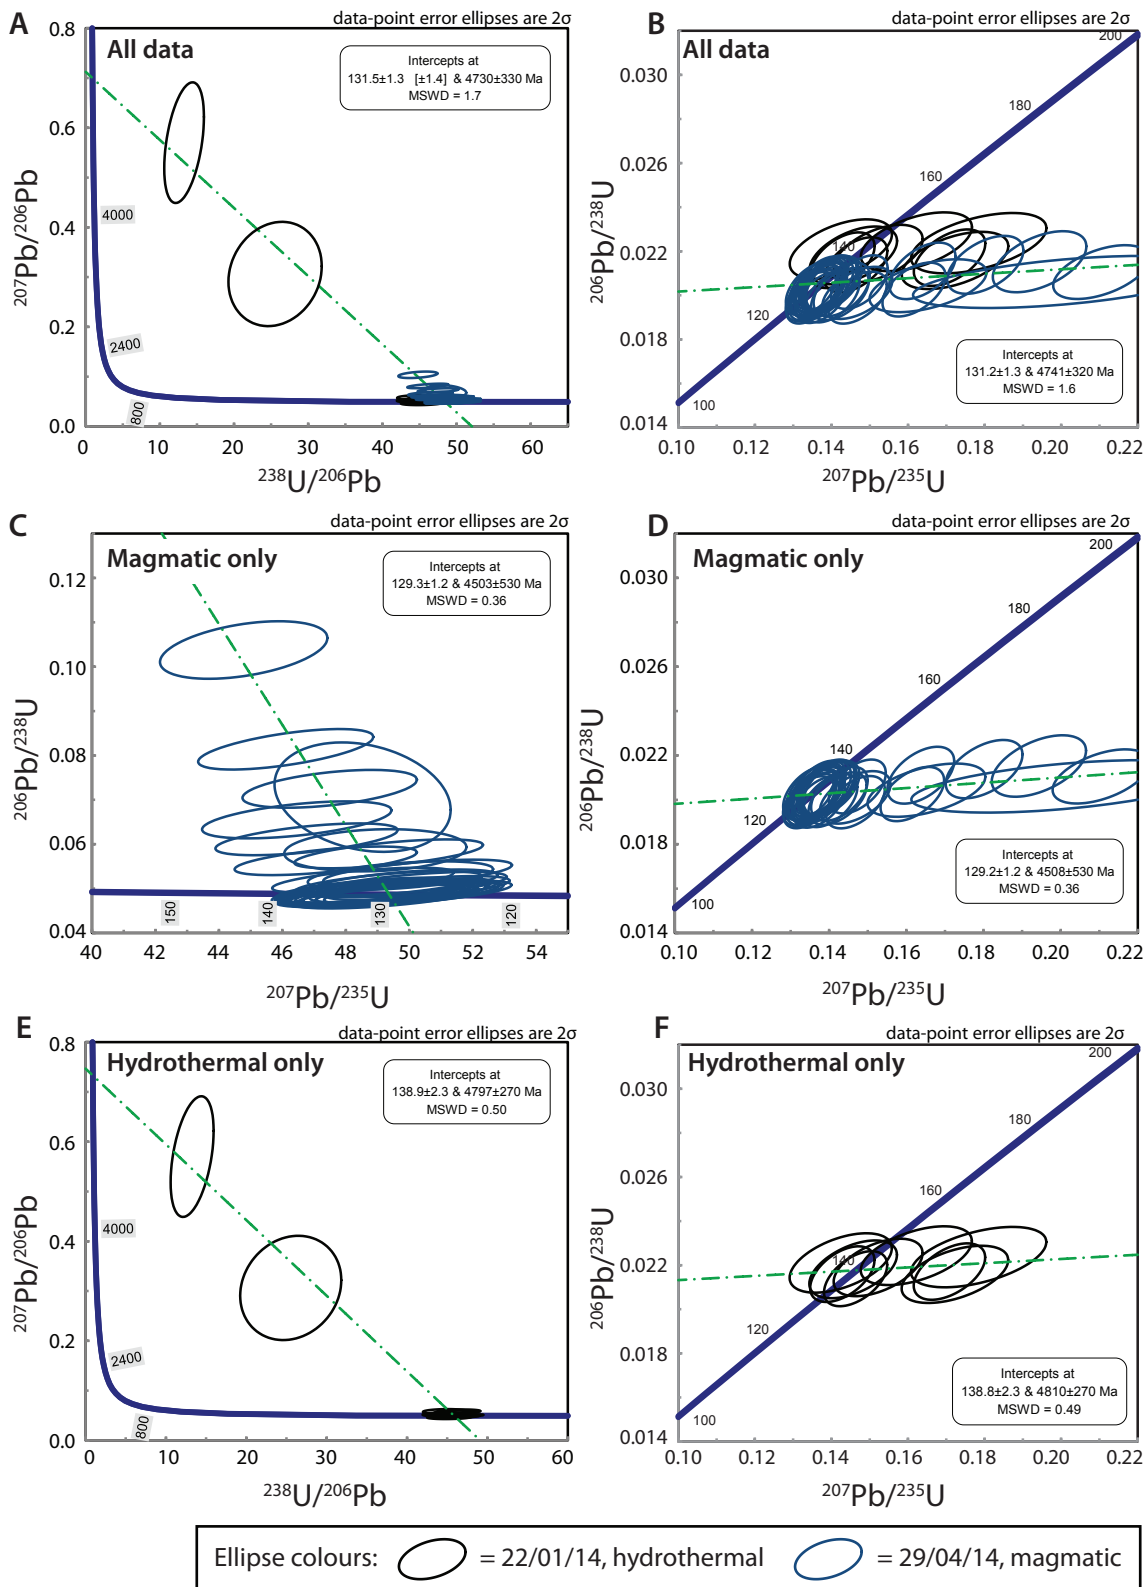 A
data-point error ellipses are 2σ
All data
Intercepts at
131.5±1.3 [±1.4] & 4730±330 Ma
MSWD = 1.7
0.8
0.6
0.4
0.2
0.0
4000
2400
800
0 10 20 30 40 50 60
²⁰⁷Pb/²⁰⁶Pb
²³⁸U/²⁰⁶Pb
B
data-point error ellipses are 2σ
All data
200
180
160
140
120
100
Intercepts at
131.2±1.3 & 4741±320 Ma
MSWD = 1.6
0.030
0.026
0.022
0.018
0.014
0.10 0.12 0.14 0.16 0.18 0.20 0.22
²⁰⁶Pb/²³⁸U
²⁰⁷Pb/²³⁵U
C
data-point error ellipses are 2σ
Magmatic only
Intercepts at
129.3±1.2 & 4503±530 Ma
MSWD = 0.36
0.12
0.10
0.08
0.06
0.04
150
140
130
120
40 42 44 46 48 50 52 54
²⁰⁶Pb/²³⁸U
²⁰⁷Pb/²³⁵U
D
data-point error ellipses are 2σ
Magmatic only
200
180
160
140
120
100
Intercepts at
129.2±1.2 & 4508±530 Ma
MSWD = 0.36
0.030
0.026
0.022
0.018
0.014
0.10 0.12 0.14 0.16 0.18 0.20 0.22
²⁰⁶Pb/²³⁸U
²⁰⁷Pb/²³⁵U
E
data-point error ellipses are 2σ
Hydrothermal only
Intercepts at
138.9±2.3 & 4797±270 Ma
MSWD = 0.50
0.8
0.6
0.4
0.2
0.0
4000
2400
800
0 10 20 30 40 50 60
²⁰⁷Pb/²⁰⁶Pb
²³⁸U/²⁰⁶Pb
F
data-point error ellipses are 2σ
Hydrothermal only
200
180
160
140
120
100
Intercepts at
138.8±2.3 & 4810±270 Ma
MSWD = 0.49
0.030
0.026
0.022
0.018
0.014
0.10 0.12 0.14 0.16 0.18 0.20 0.22
²⁰⁶Pb/²³⁸U
²⁰⁷Pb/²³⁵U
Ellipse colours: = 22/01/14, hydrothermal = 29/04/14, magmatic